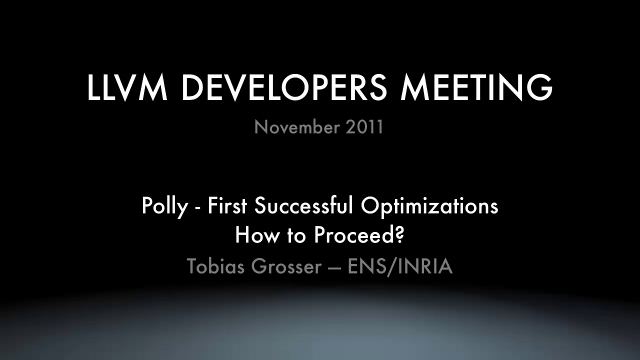 LLVM DEVELOPERS MEETING
November 2011
Polly - First Successful Optimizations
How to Proceed?
Tobias Grosser — ENS/INRIA